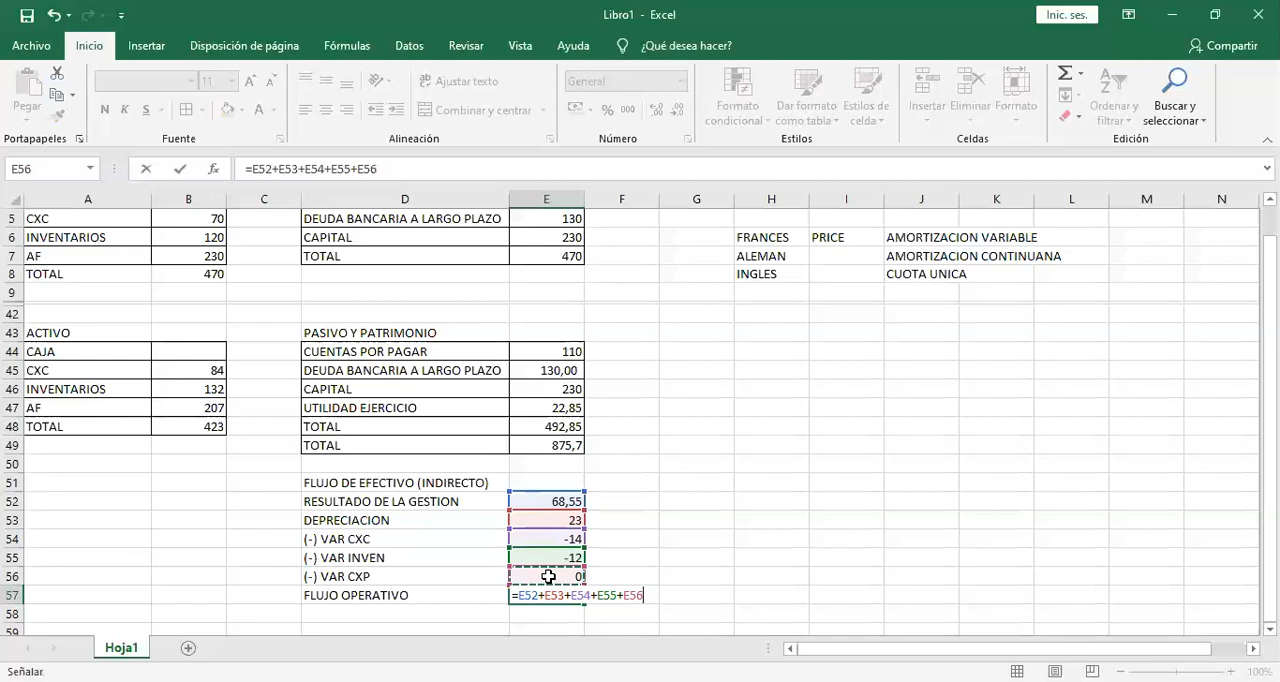 Libro1 - Excel
Inic. ses.
Archivo Inicio Insertar Disposición de página Fórmulas Datos Revisar Vista Ayuda ¿Qué desea hacer? Compartir
Pegar
11 A A
Ajustar texto
General
N K S A
Combinar y centrar
% 000
Formato condicional
Dar formato como tabla
Estilos de celda
Insertar
Eliminar
Formato
Ordenar y filtrar
Buscar y seleccionar
Portapapeles Fuente Alineación Número Estilos Celdas Edición
E56 fx =E52+E53+E54+E55+E56
A B C D E F G H I J K L M N
5 CXC 70 DEUDA BANCARIA A LARGO PLAZO 130
6 INVENTARIOS 120 CAPITAL 230 FRANCES PRICE AMORTIZACION VARIABLE
7 AF 230 TOTAL 470 ALEMAN AMORTIZACION CONTINUANA
8 TOTAL 470 INGLES CUOTA UNICA
9
42
43 ACTIVO PASIVO Y PATRIMONIO
44 CAJA CUENTAS POR PAGAR 110
45 CXC 84 DEUDA BANCARIA A LARGO PLAZO 130,00
46 INVENTARIOS 132 CAPITAL 230
47 AF 207 UTILIDAD EJERCICIO 22,85
48 TOTAL 423 TOTAL 492,85
49 TOTAL 875,7
50
51 FLUJO DE EFECTIVO (INDIRECTO)
52 RESULTADO DE LA GESTION 68,55
53 DEPRECIACION 23
54 (-) VAR CXC -14
55 (-) VAR INVEN -12
56 (-) VAR CXP 0
57 FLUJO OPERATIVO =E52+E53+E54+E55+E56
58
59
Hoja1
Señalar
100%